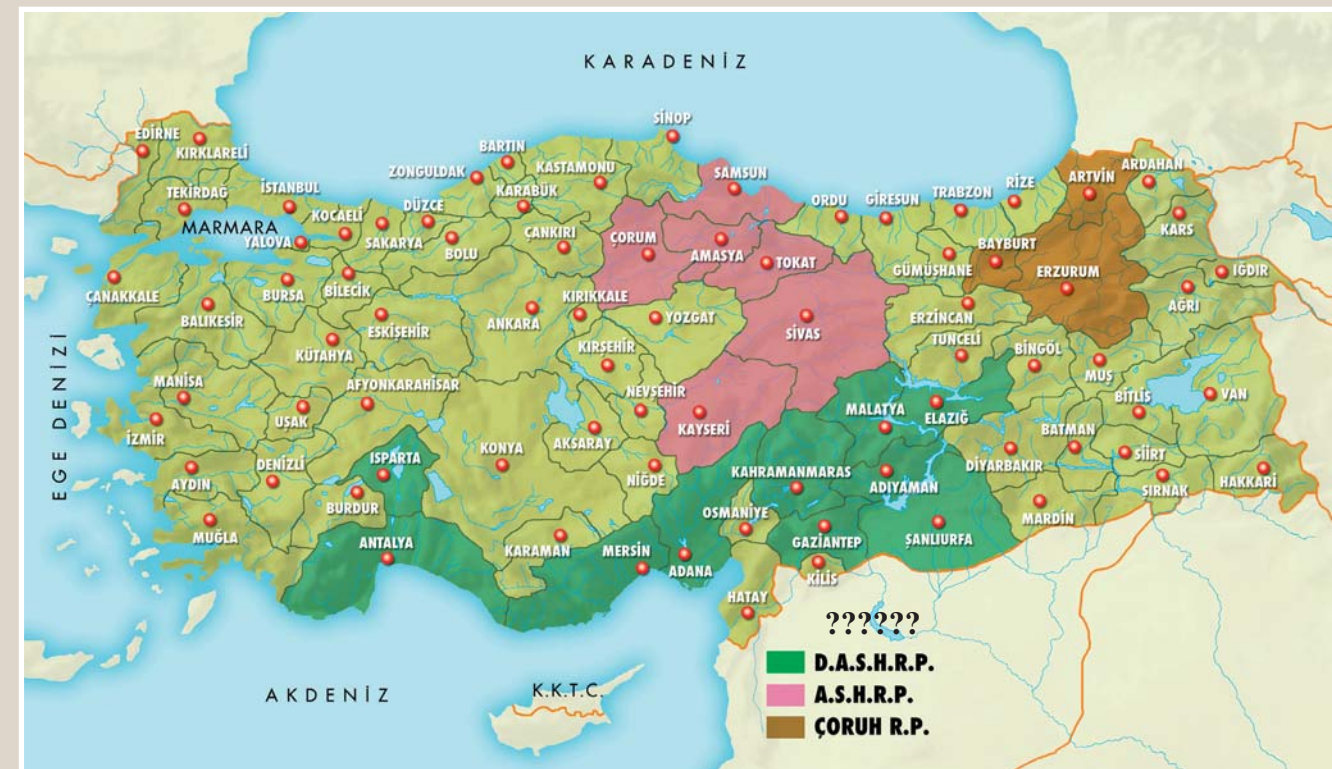 KARADENİZ
EDİRNE
KIRKLARELİ
TEKİRDAĞ
İSTANBUL
MARMARA
YALOVA
KOCAELİ
SAKARYA
DÜZCE
ZONGULDAK
BARTIN
KARABÜK
KASTAMONU
SİNOP
BOLU
ÇANKIRI
SAMSUN
ÇORUM
AMASYA
TOKAT
ORDU
GİRESUN
TRABZON
RİZE
ARTVİN
ARDAHAN
KARS
GÜMÜSHANE
BAYBURT
ERZURUM
IĞDIR
AĞRI
ÇANAKKALE
BALIKESİR
BURSA
BİLECİK
ESKİŞEHİR
KÜTAHYA
ANKARA
KIRIKKALE
YOZGAT
KIRŞEHİR
SİVAS
ERZİNCAN
TUNCELİ
BİNGÖL
MUŞ
BİTLİS
VAN
EGE DENİZİ
MANİSA
İZMİR
UŞAK
AFYONKARAHİSAR
AYDIN
DENİZLİ
MUĞLA
ISPARTA
BURDUR
ANTALYA
KONYA
AKSARAY
NEVŞEHİR
NİĞDE
KAYSERİ
KARAMAN
MERSİN
ADANA
MALATYA
ELAZIĞ
KAHRAMANMARAS
ADIYAMAN
OSMANİYE
GAZİANTEP
KİLİS
HATAY
ŞANLIURFA
DİYARBAKIR
BATMAN
SİİRT
MARDİN
SIRNAK
HAKKARİ
AKDENİZ
K.K.T.C.
??????
D.A.S.H.R.P.
A.S.H.R.P.
ÇORUH R.P.